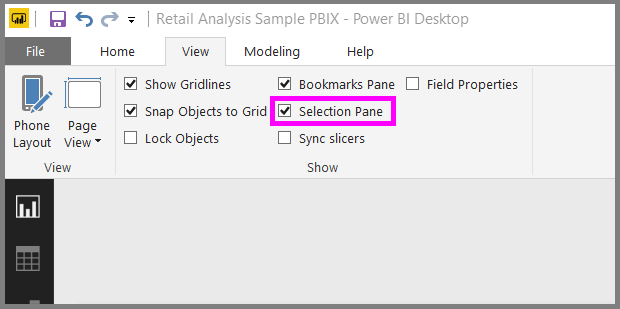 Retail Analysis Sample PBIX - Power BI Desktop
File Home View Modeling Help
Show Gridlines Bookmarks Pane Field Properties
Snap Objects to Grid Selection Pane
Lock Objects Sync slicers
Phone Layout
Page View
View Show